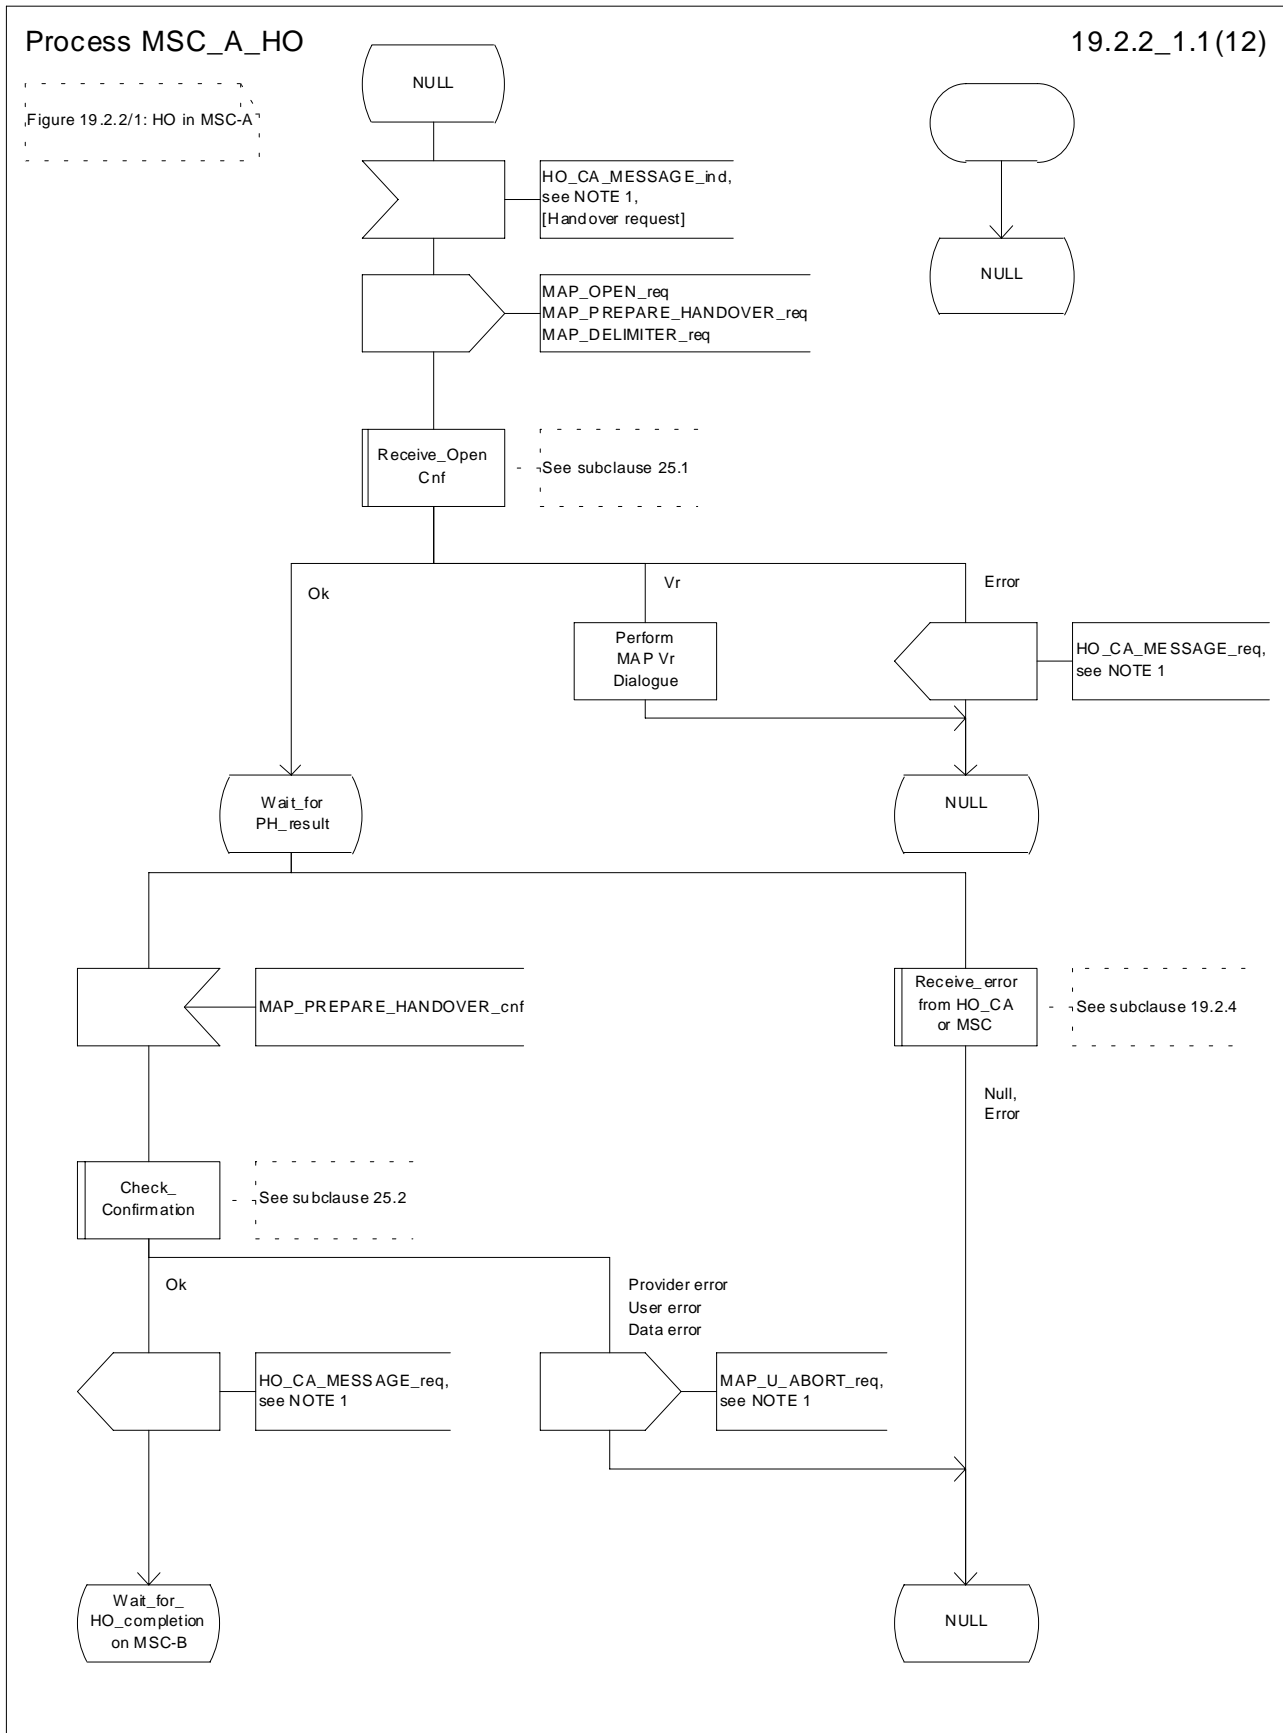 Process MSC_A_HO
19.2.2_1.1(12)
Figure 19.2.2/1: HO in MSC-A
NULL
HO_CA_MESSAGE_ind,
see NOTE 1,
[Handover request]
NULL
MAP_OPEN_req
MAP_PREPARE_HANDOVER_req
MAP_DELIMITER_req
Receive_Open
Cnf
See subclause 25.1
Ok
Vr
Error
Perform
MAP Vr
Dialogue
HO_CA_MESSAGE_req,
see NOTE 1
Wait_for
PH_result
NULL
MAP_PREPARE_HANDOVER_cnf
Receive_error
from HO_CA
or MSC
See subclause 19.2.4
Null,
Error
Check_
Confirmation
See subclause 25.2
Ok
Provider error
User error
Data error
HO_CA_MESSAGE_req,
see NOTE 1
MAP_U_ABORT_req,
see NOTE 1
Wait_for_
HO_completion
on MSC-B
NULL